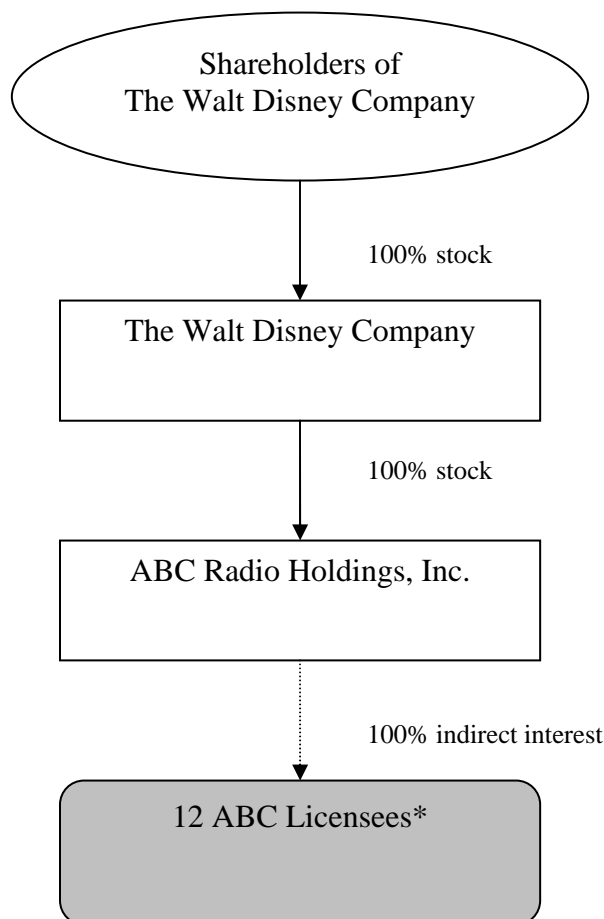 Shareholders of
The Walt Disney Company
100% stock
The Walt Disney Company
100% stock
ABC Radio Holdings, Inc.
100% indirect interest
12 ABC Licensees*